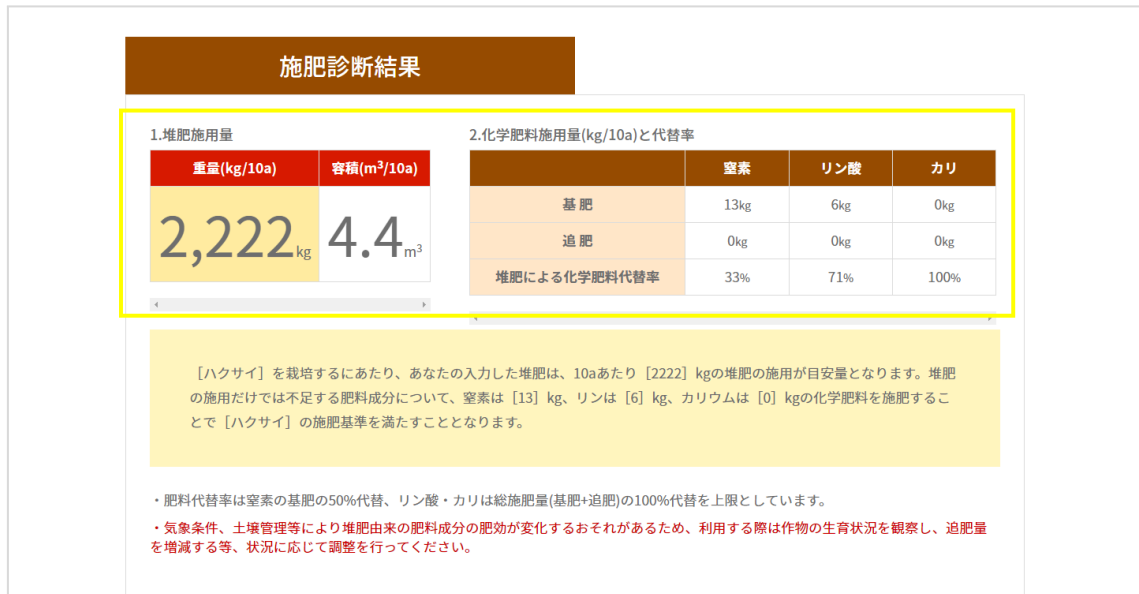 施肥診断結果
1.堆肥施用量
重量(kg/10a) 容積(m³/10a)
2,222kg 4.4m³
2.化学肥料施用量(kg/10a)と代替率
窒素 リン酸 カリ
基 肥 13kg 6kg 0kg
追 肥 0kg 0kg 0kg
堆肥による化学肥料代替率 33% 71% 100%
［ハクサイ］を栽培するにあたり、あなたの入力した堆肥は、10aあたり［2222］kgの堆肥の施用が目安量となります。堆肥
の施用だけでは不足する肥料成分について、窒素は［13］kg、リンは［6］kg、カリウムは［0］kgの化学肥料を施肥するこ
とで［ハクサイ］の施肥基準を満たすこととなります。
・肥料代替率は窒素の基肥の50%代替、リン酸・カリは総施肥量(基肥+追肥)の100%代替を上限としています。
・気象条件、土壌管理等により堆肥由来の肥料成分の肥効が変化するおそれがあるため、利用する際は作物の生育状況を観察し、追肥量
を増減する等、状況に応じて調整を行ってください。